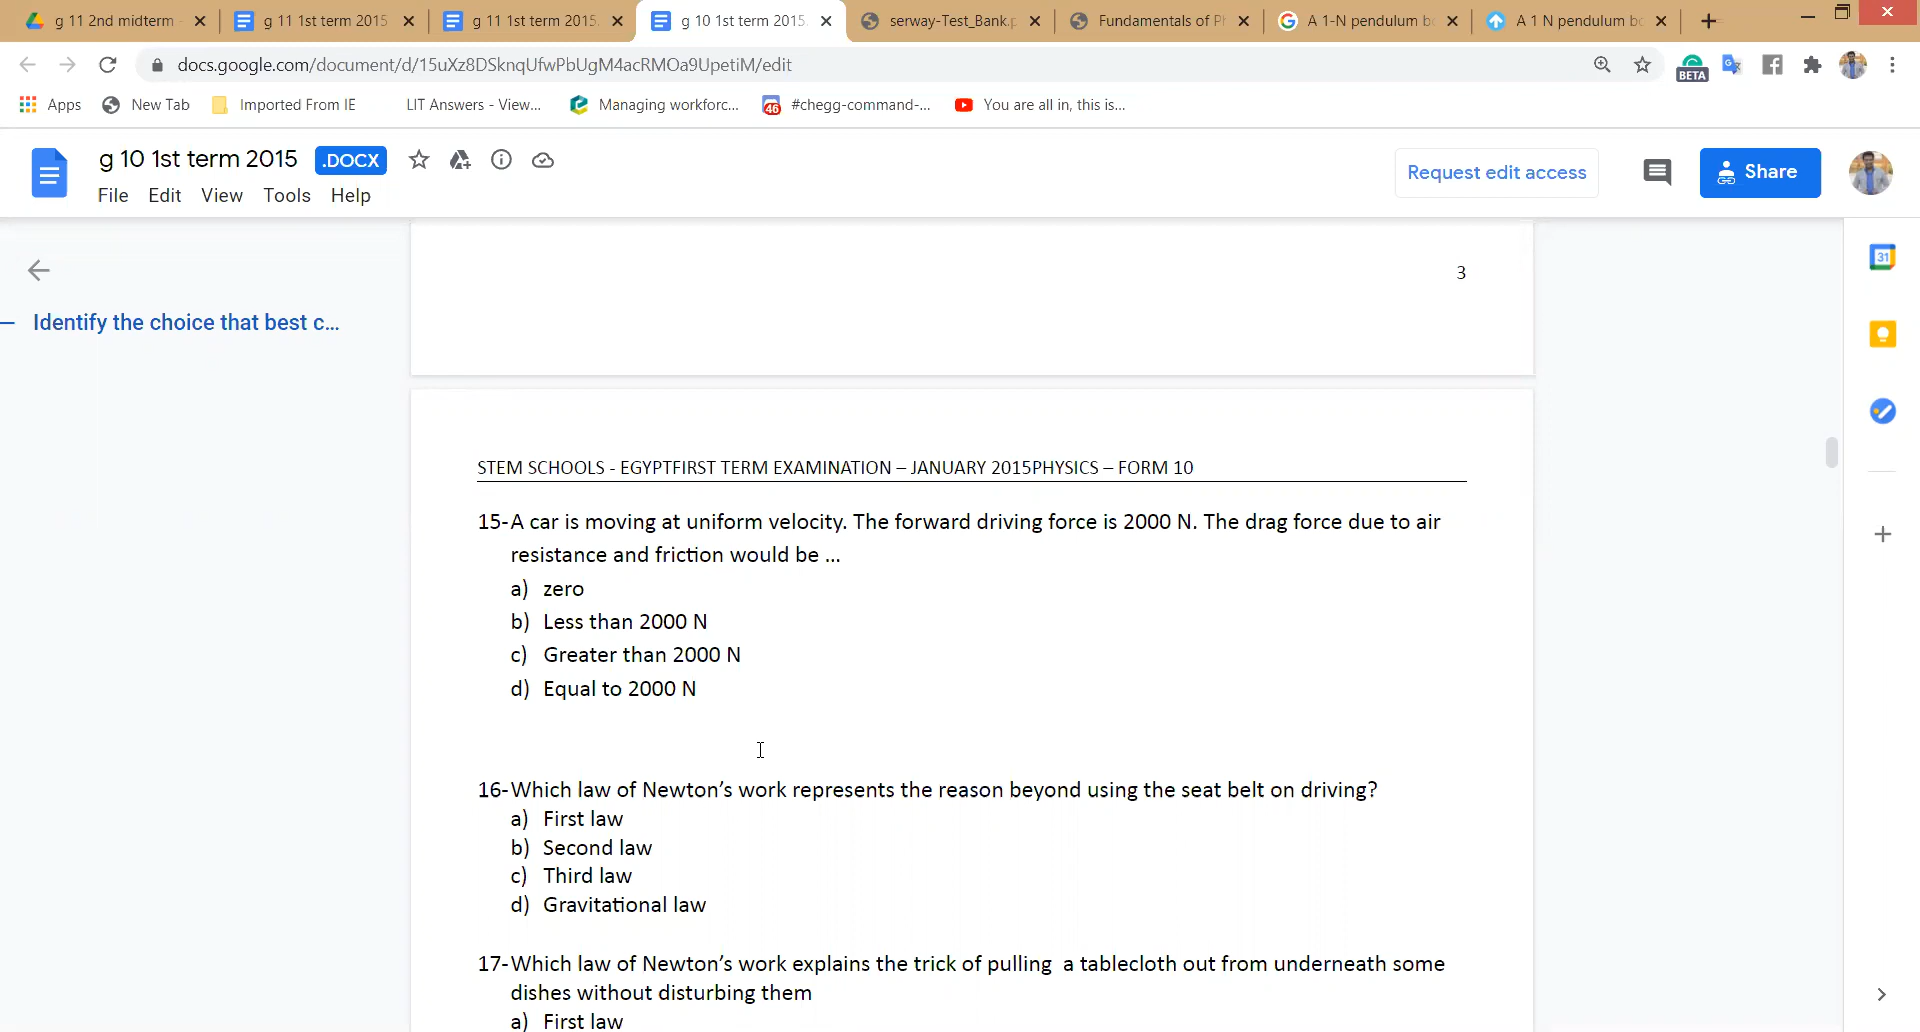 g 11 2nd midterm
g 11 1st term 2015
g 11 1st term 2015.
g 10 1st term 2015.
serway-Test_Bank.p
Fundamentals of Ph
A 1-N pendulum bo
A 1 N pendulum bo
docs.google.com/document/d/15uXz8DSknqUfwPbUgM4acRMOa9UpetiM/edit
BETA
Apps
New Tab
Imported From IE
LIT Answers - View...
Managing workforc...
46
#chegg-command-...
You are all in, this is...
g 10 1st term 2015
.DOCX
File Edit View Tools Help
Request edit access
Share
31
3
Identify the choice that best c...
STEM SCHOOLS - EGYPTFIRST TERM EXAMINATION – JANUARY 2015PHYSICS – FORM 10
15-A car is moving at uniform velocity. The forward driving force is 2000 N. The drag force due to air
resistance and friction would be ...
a) zero
b) Less than 2000 N
c) Greater than 2000 N
d) Equal to 2000 N
16-Which law of Newton’s work represents the reason beyond using the seat belt on driving?
a) First law
b) Second law
c) Third law
d) Gravitational law
17-Which law of Newton’s work explains the trick of pulling a tablecloth out from underneath some
dishes without disturbing them
a) First law